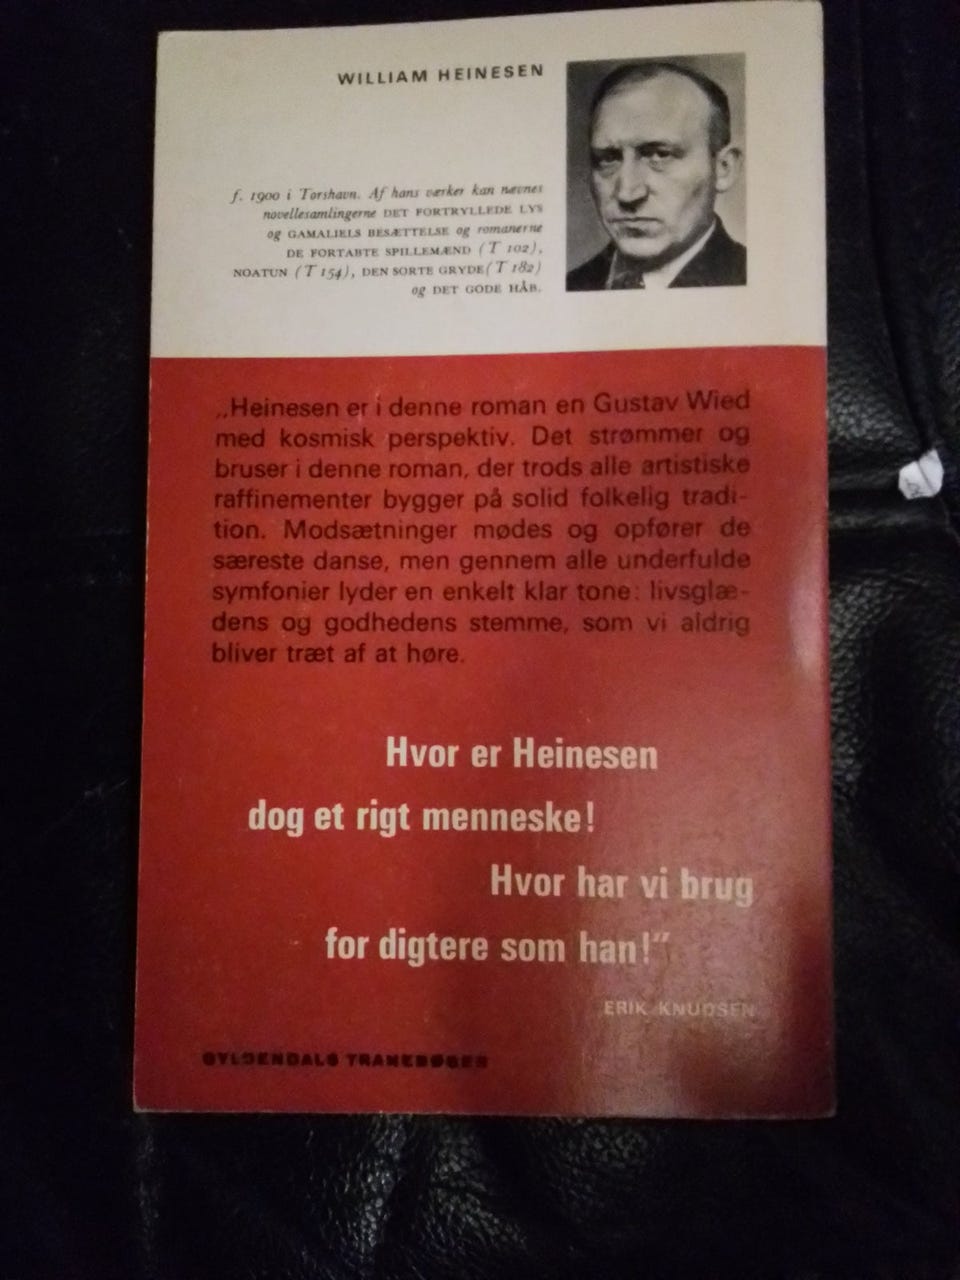 WILLIAM HEINESEN
f. 1900 i Torshavn. Af hans værker kan nævnes
novellesamlingerne DET FORTRYLLEDE LYS
og GAMALIELS BESÆTTELSE og romanerne
DE FORTABTE SPILLEMÆND (T 102),
NOATUN (T 154), DEN SORTE GRYDE (T 182)
og DET GODE HÅB.
„Heinesen er i denne roman en Gustav Wied
med kosmisk perspektiv. Det strømmer og
bruser i denne roman, der trods alle artistiske
raffinementer bygger på solid folkelig tradi-
tion. Modsætninger mødes og opfører de
særeste danse, men gennem alle underfulde
symfonier lyder en enkelt klar tone: livsglæ-
dens og godhedens stemme, som vi aldrig
bliver træt af at høre.
Hvor er Heinesen
dog et rigt menneske!
Hvor har vi brug
for digtere som han!”
ERIK KNUDSEN
GYLDENDALS TRANEBØGER